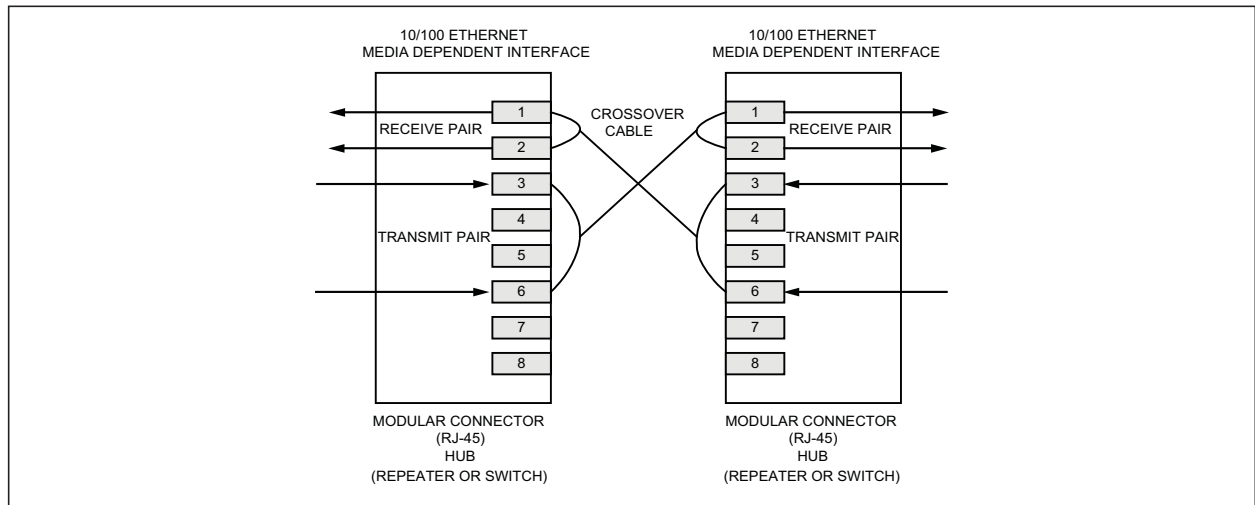 10/100 ETHERNET
MEDIA DEPENDENT INTERFACE
10/100 ETHERNET
MEDIA DEPENDENT INTERFACE
1
CROSSOVER
CABLE
1
RECEIVE PAIR
RECEIVE PAIR
2
2
3
3
4
4
TRANSMIT PAIR
TRANSMIT PAIR
5
5
6
6
7
7
8
8
MODULAR CONNECTOR
(RJ-45)
HUB
(REPEATER OR SWITCH)
MODULAR CONNECTOR
(RJ-45)
HUB
(REPEATER OR SWITCH)